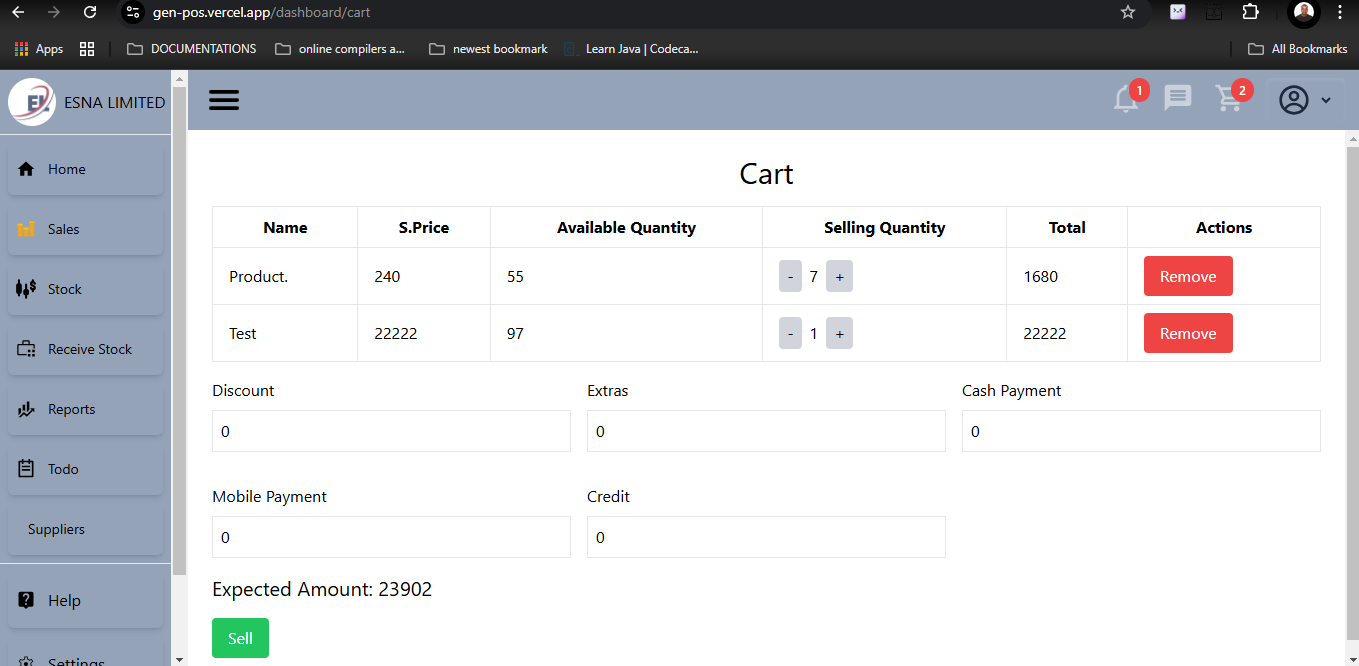 gen-pos.vercel.app/dashboard/cart
Apps DOCUMENTATIONS online compilers a... newest bookmark Learn Java | Codeca... All Bookmarks
EL ESNA LIMITED
1 2
Home
Sales
Stock
Receive Stock
Reports
Todo
Suppliers
Help
Settings
Cart
Name S.Price Available Quantity Selling Quantity Total Actions
Product. 240 55 - 7 + 1680 Remove
Test 22222 97 - 1 + 22222 Remove
Discount Extras Cash Payment
0 0 0
Mobile Payment Credit
0 0
Expected Amount: 23902
Sell